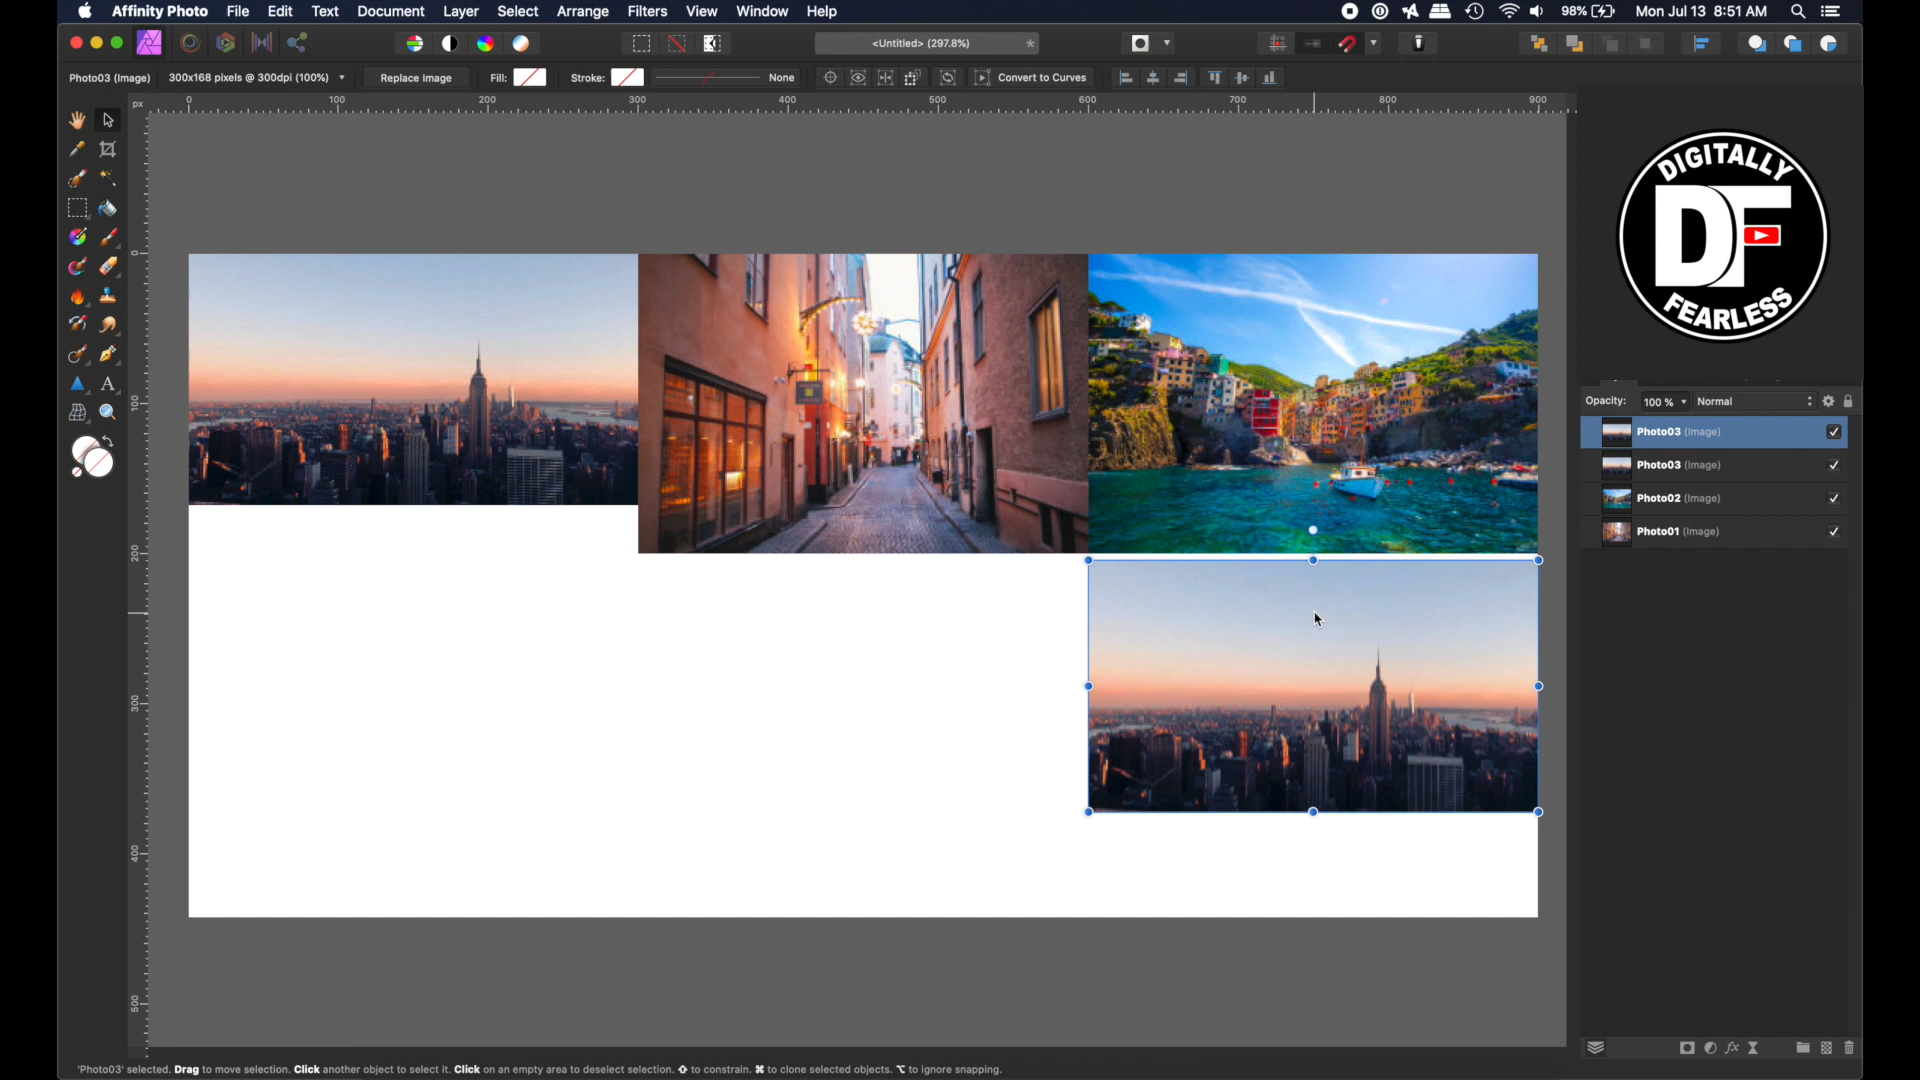 Affinity Photo File Edit Text Document Layer Select Arrange Filters View Window Help 98% Mon Jul 13 8:51 AM
<Untitled> (297.8%)
Photo03 (Image) 300x168 pixels @ 300dpi (100%) Replace Image Fill: Stroke: None Convert to Curves
px 0 100 200 300 400 500 600 700 800 900
0
100
200
300
400
500
DIGITALLY
DF
FEARLESS
Opacity: 100 % Normal
Photo03 (Image)
Photo03 (Image)
Photo02 (Image)
Photo01 (Image)
'Photo03' selected. Drag to move selection. Click another object to select it. Click on an empty area to deselect selection. ⇧ to constrain. ⌘ to clone selected objects. ⌥ to ignore snapping.